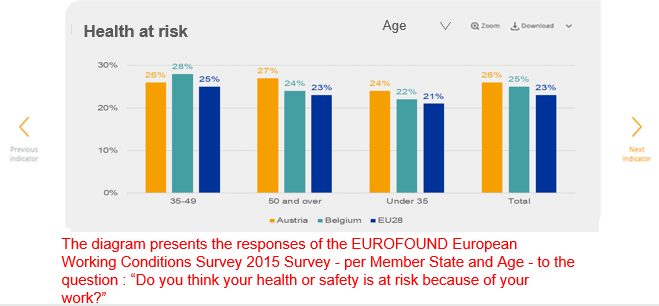 Health at risk
Age
Zoom
Download
30%
20%
10%
0%
26%
28%
25%
27%
24%
23%
24%
22%
21%
26%
25%
23%
35-49
50 and over
Under 35
Total
Austria
Belgium
EU28
Previous
indicator
Next
indicator
The diagram presents the responses of the EUROFOUND European
Working Conditions Survey 2015 Survey - per Member State and Age - to the
question : “Do you think your health or safety is at risk because of your
work?”